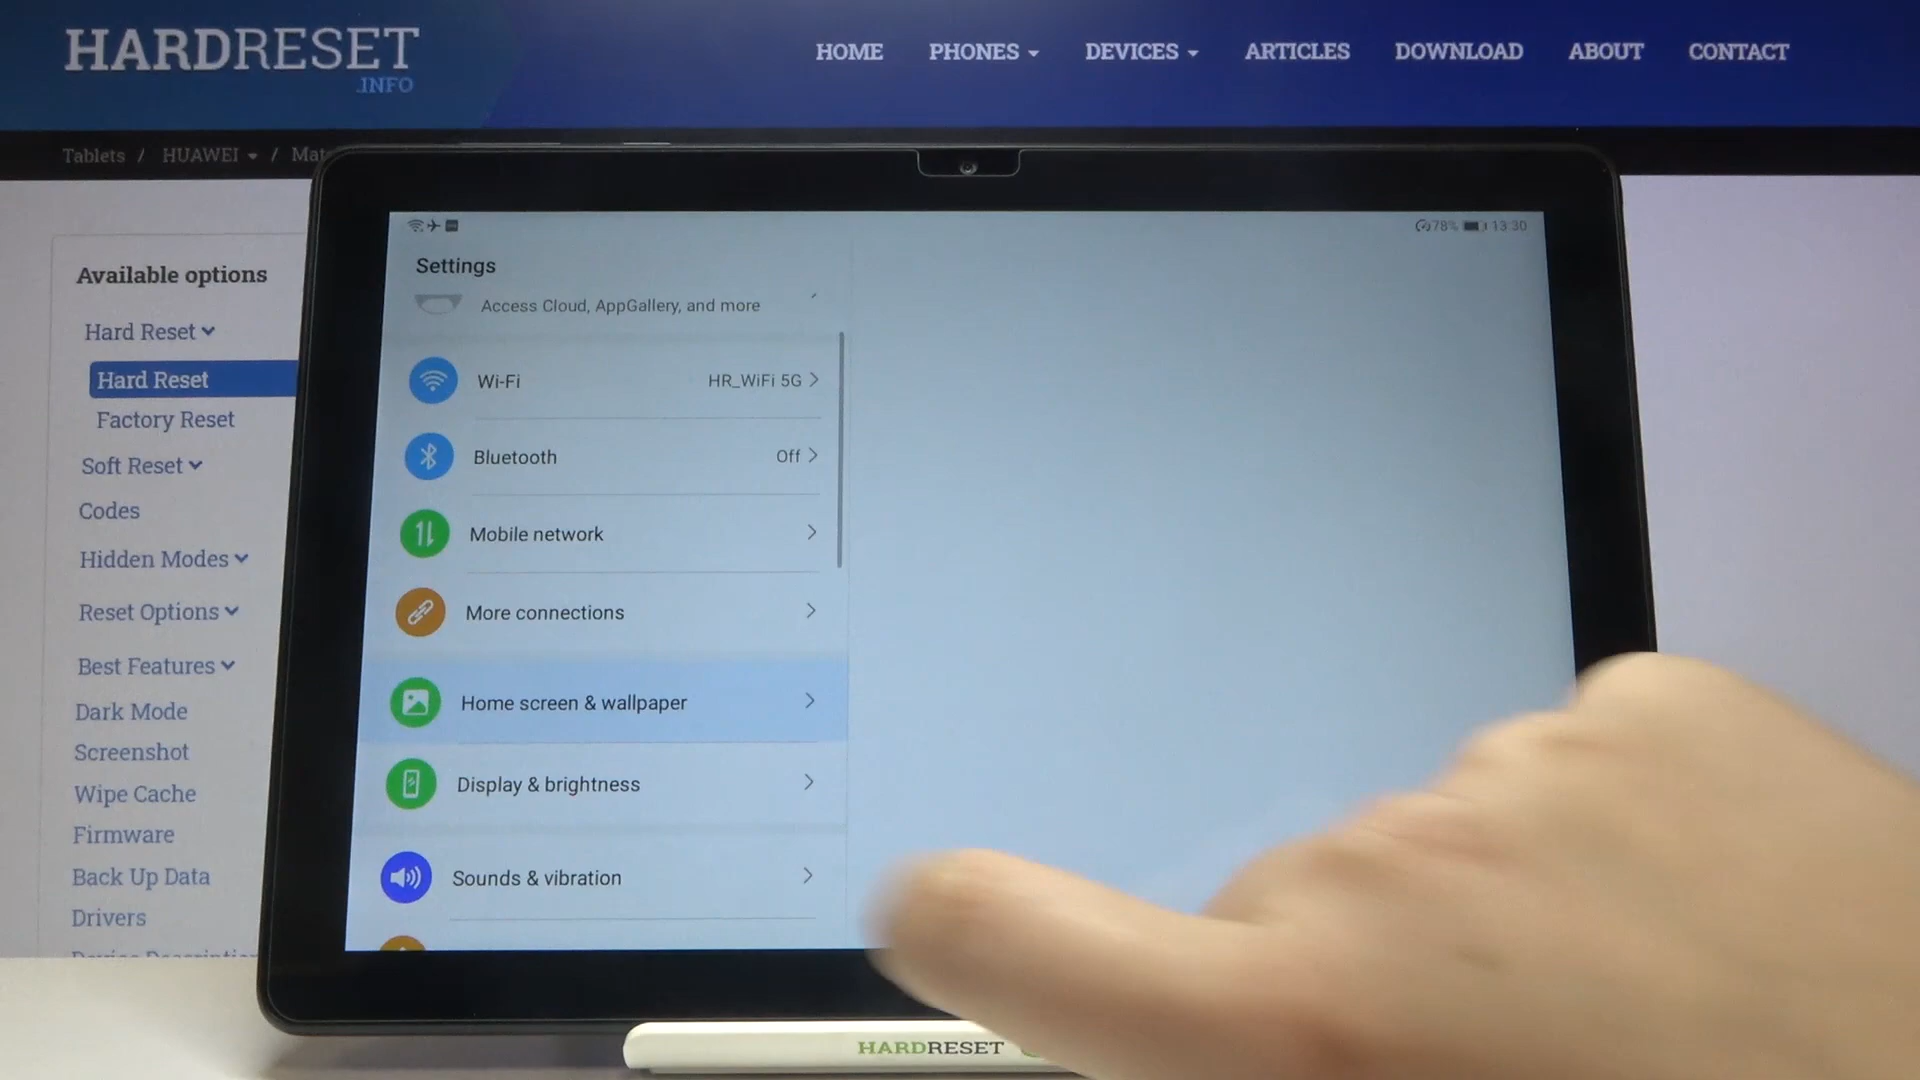 HARDRESET
.INFO
HOME PHONES DEVICES ARTICLES DOWNLOAD ABOUT CONTACT
Tablets / HUAWEI /
Available options
Hard Reset
Hard Reset
Factory Reset
Soft Reset
Codes
Hidden Modes
Reset Options
Best Features
Dark Mode
Screenshot
Wipe Cache
Firmware
Back Up Data
Drivers
78% 13:30
Settings
Access Cloud, AppGallery, and more
Wi-Fi HR_WiFi 5G
Bluetooth Off
Mobile network
More connections
Home screen & wallpaper
Display & brightness
Sounds & vibration
HARDRESET